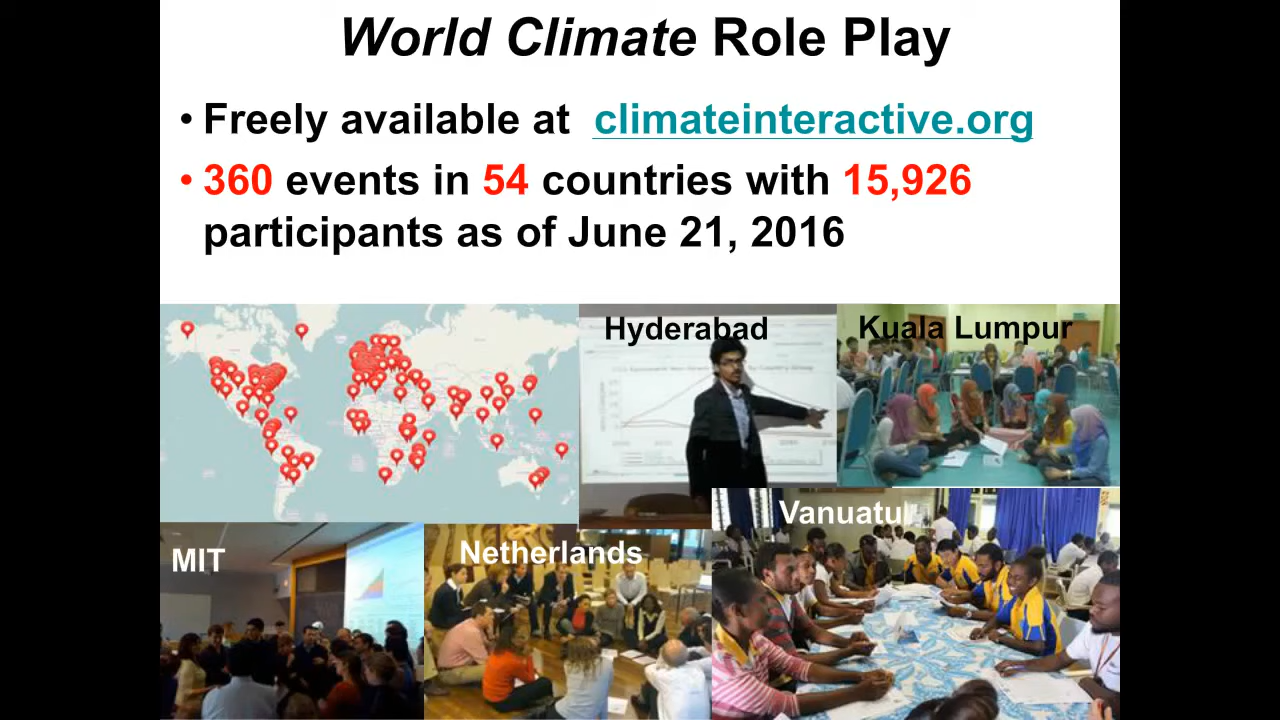 World Climate Role Play
• Freely available at climateinteractive.org
• 360 events in 54 countries with 15,926
participants as of June 21, 2016
Hyderabad
Kuala Lumpur
Vanuatu
MIT
Netherlands